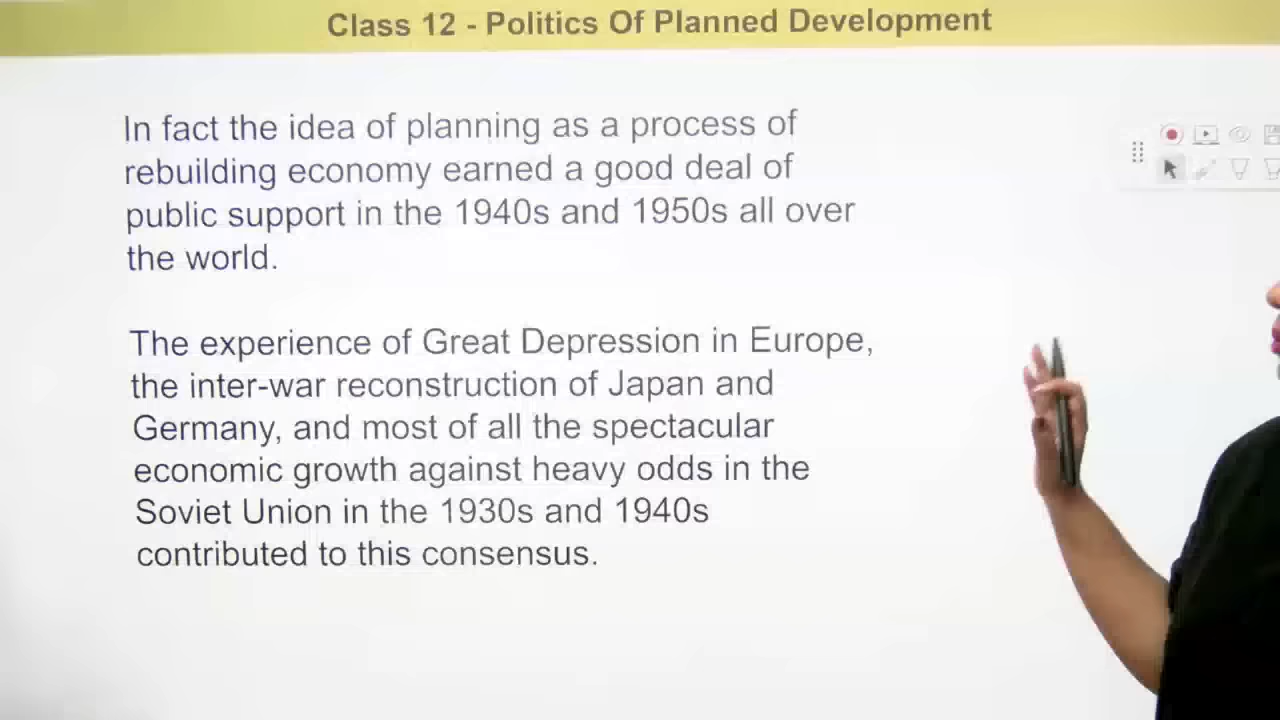 Class 12 - Politics Of Planned Development
In fact the idea of planning as a process of
rebuilding economy earned a good deal of
public support in the 1940s and 1950s all over
the world.
The experience of Great Depression in Europe,
the inter-war reconstruction of Japan and
Germany, and most of all the spectacular
economic growth against heavy odds in the
Soviet Union in the 1930s and 1940s
contributed to this consensus.